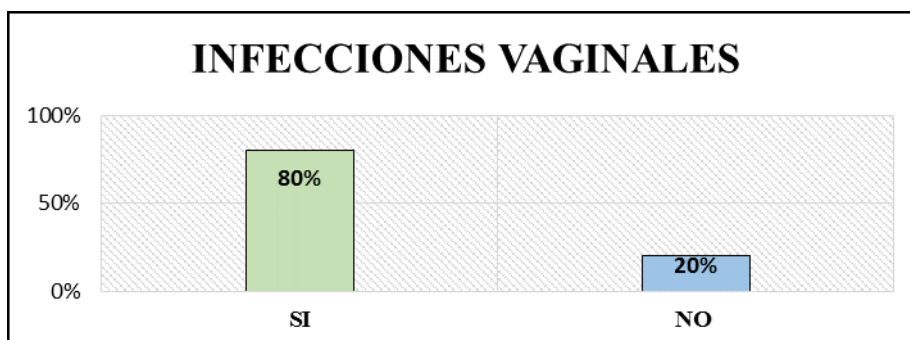 INFECCIONES VAGINALES
100%
80%
50%
20%
0%
SI NO